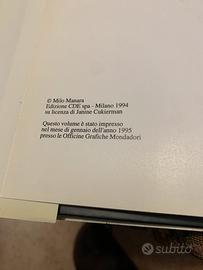 © Milo Manara
Edizione CDE spa - Milano 1994
su licenza di Janine Cukierman
Questo volume è stato impresso
nel mese di gennaio dell'anno 1995
presso le Officine Grafiche Mondadori
subito